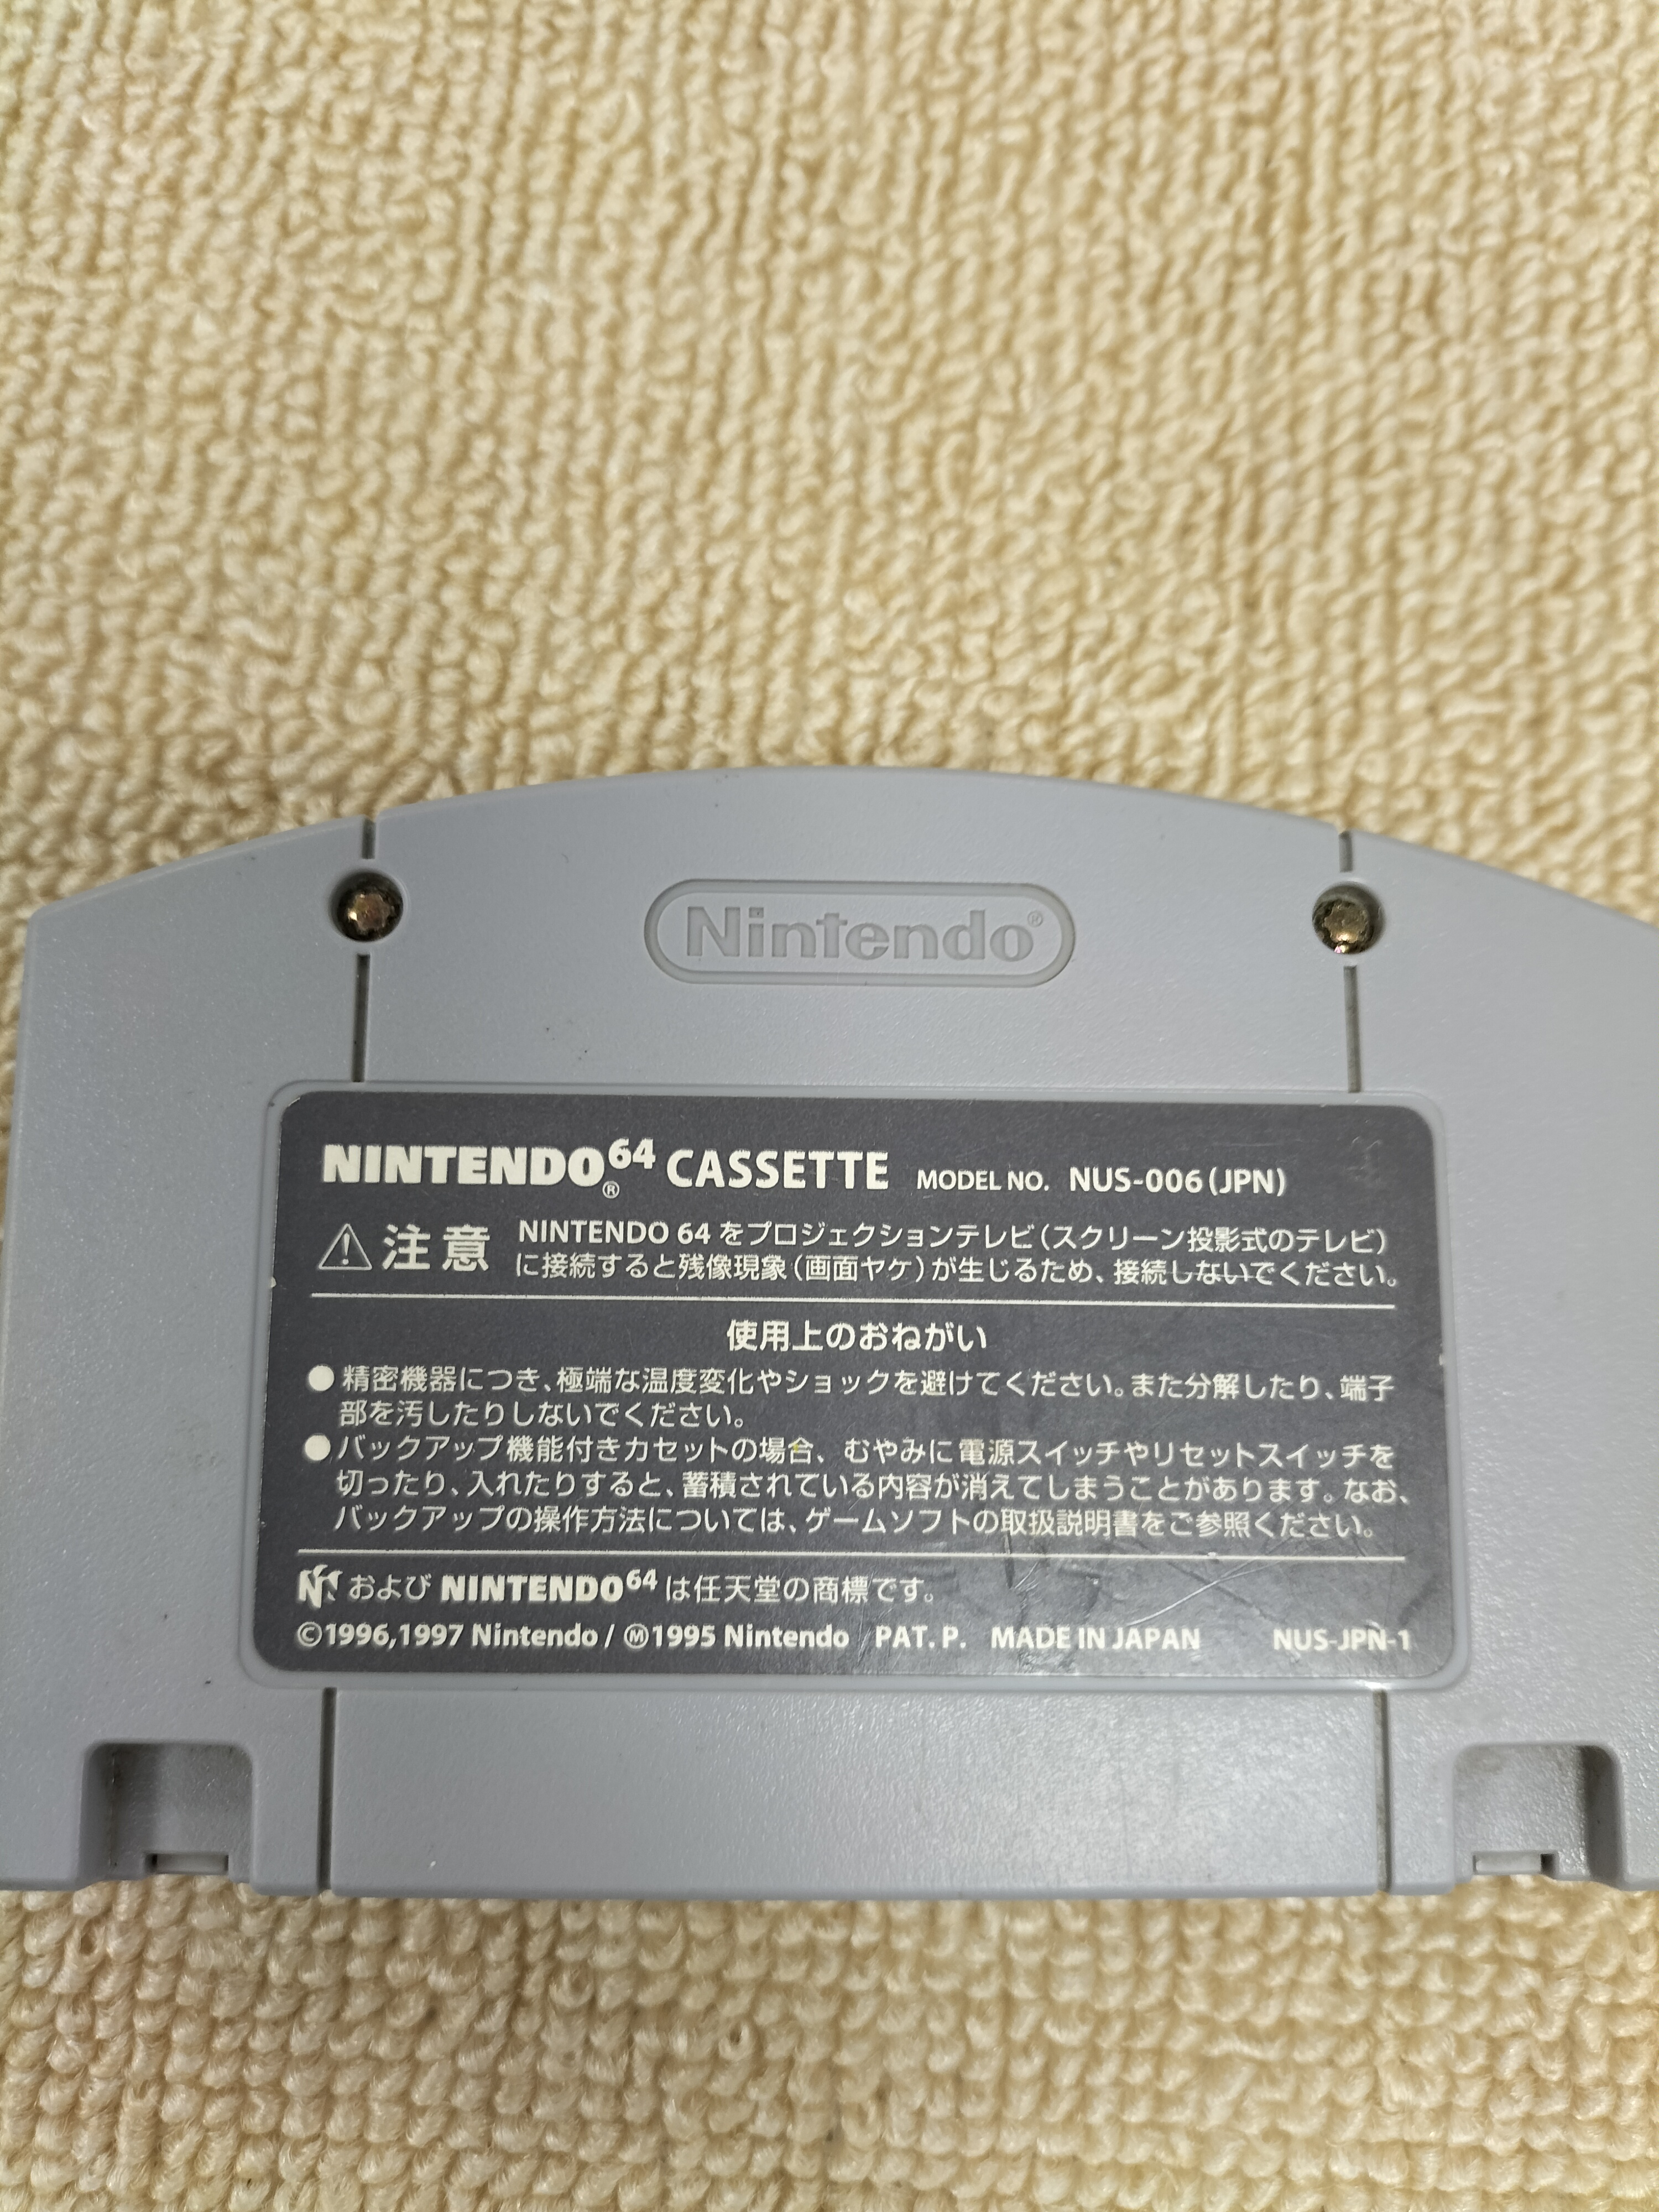 Nintendo®
NINTENDO64® CASSETTE MODEL NO. NUS-006(JPN)
⚠注意 NINTENDO 64 をプロジェクションテレビ(スクリーン投影式のテレビ)
に接続すると残像現象(画面ヤケ)が生じるため、接続しないでください。
使用上のおねがい
●精密機器につき、極端な温度変化やショックを避けてください。また分解したり、端子
部を汚したりしないでください。
●バックアップ機能付きカセットの場合、むやみに電源スイッチやリセットスイッチを
切ったり、入れたりすると、蓄積されている内容が消えてしまうことがあります。なお、
バックアップの操作方法については、ゲームソフトの取扱説明書をご参照ください。
N およびNINTENDO64は任天堂の商標です。
©1996,1997 Nintendo / Ⓜ1995 Nintendo PAT. P. MADE IN JAPAN NUS-JPN-1